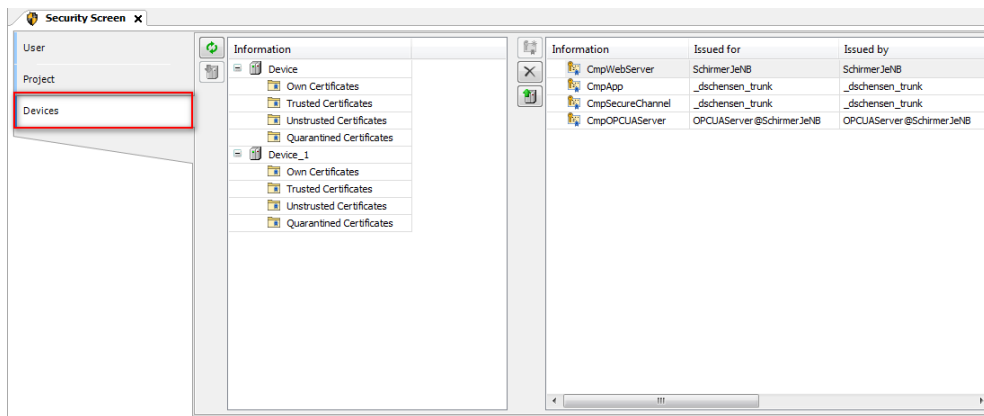 Security Screen X
User
Project
Devices
Information
Device
Own Certificates
Trusted Certificates
Unstrusted Certificates
Quarantined Certificates
Device_1
Own Certificates
Trusted Certificates
Unstrusted Certificates
Quarantined Certificates
Information Issued for Issued by
CmpWebServer SchirmerJeNB SchirmerJeNB
CmpApp _dschensen_trunk _dschensen_trunk
CmpSecureChannel _dschensen_trunk _dschensen_trunk
CmpOPCUAServer OPCUAServer@SchirmerJeNB OPCUAServer@SchirmerJeNB